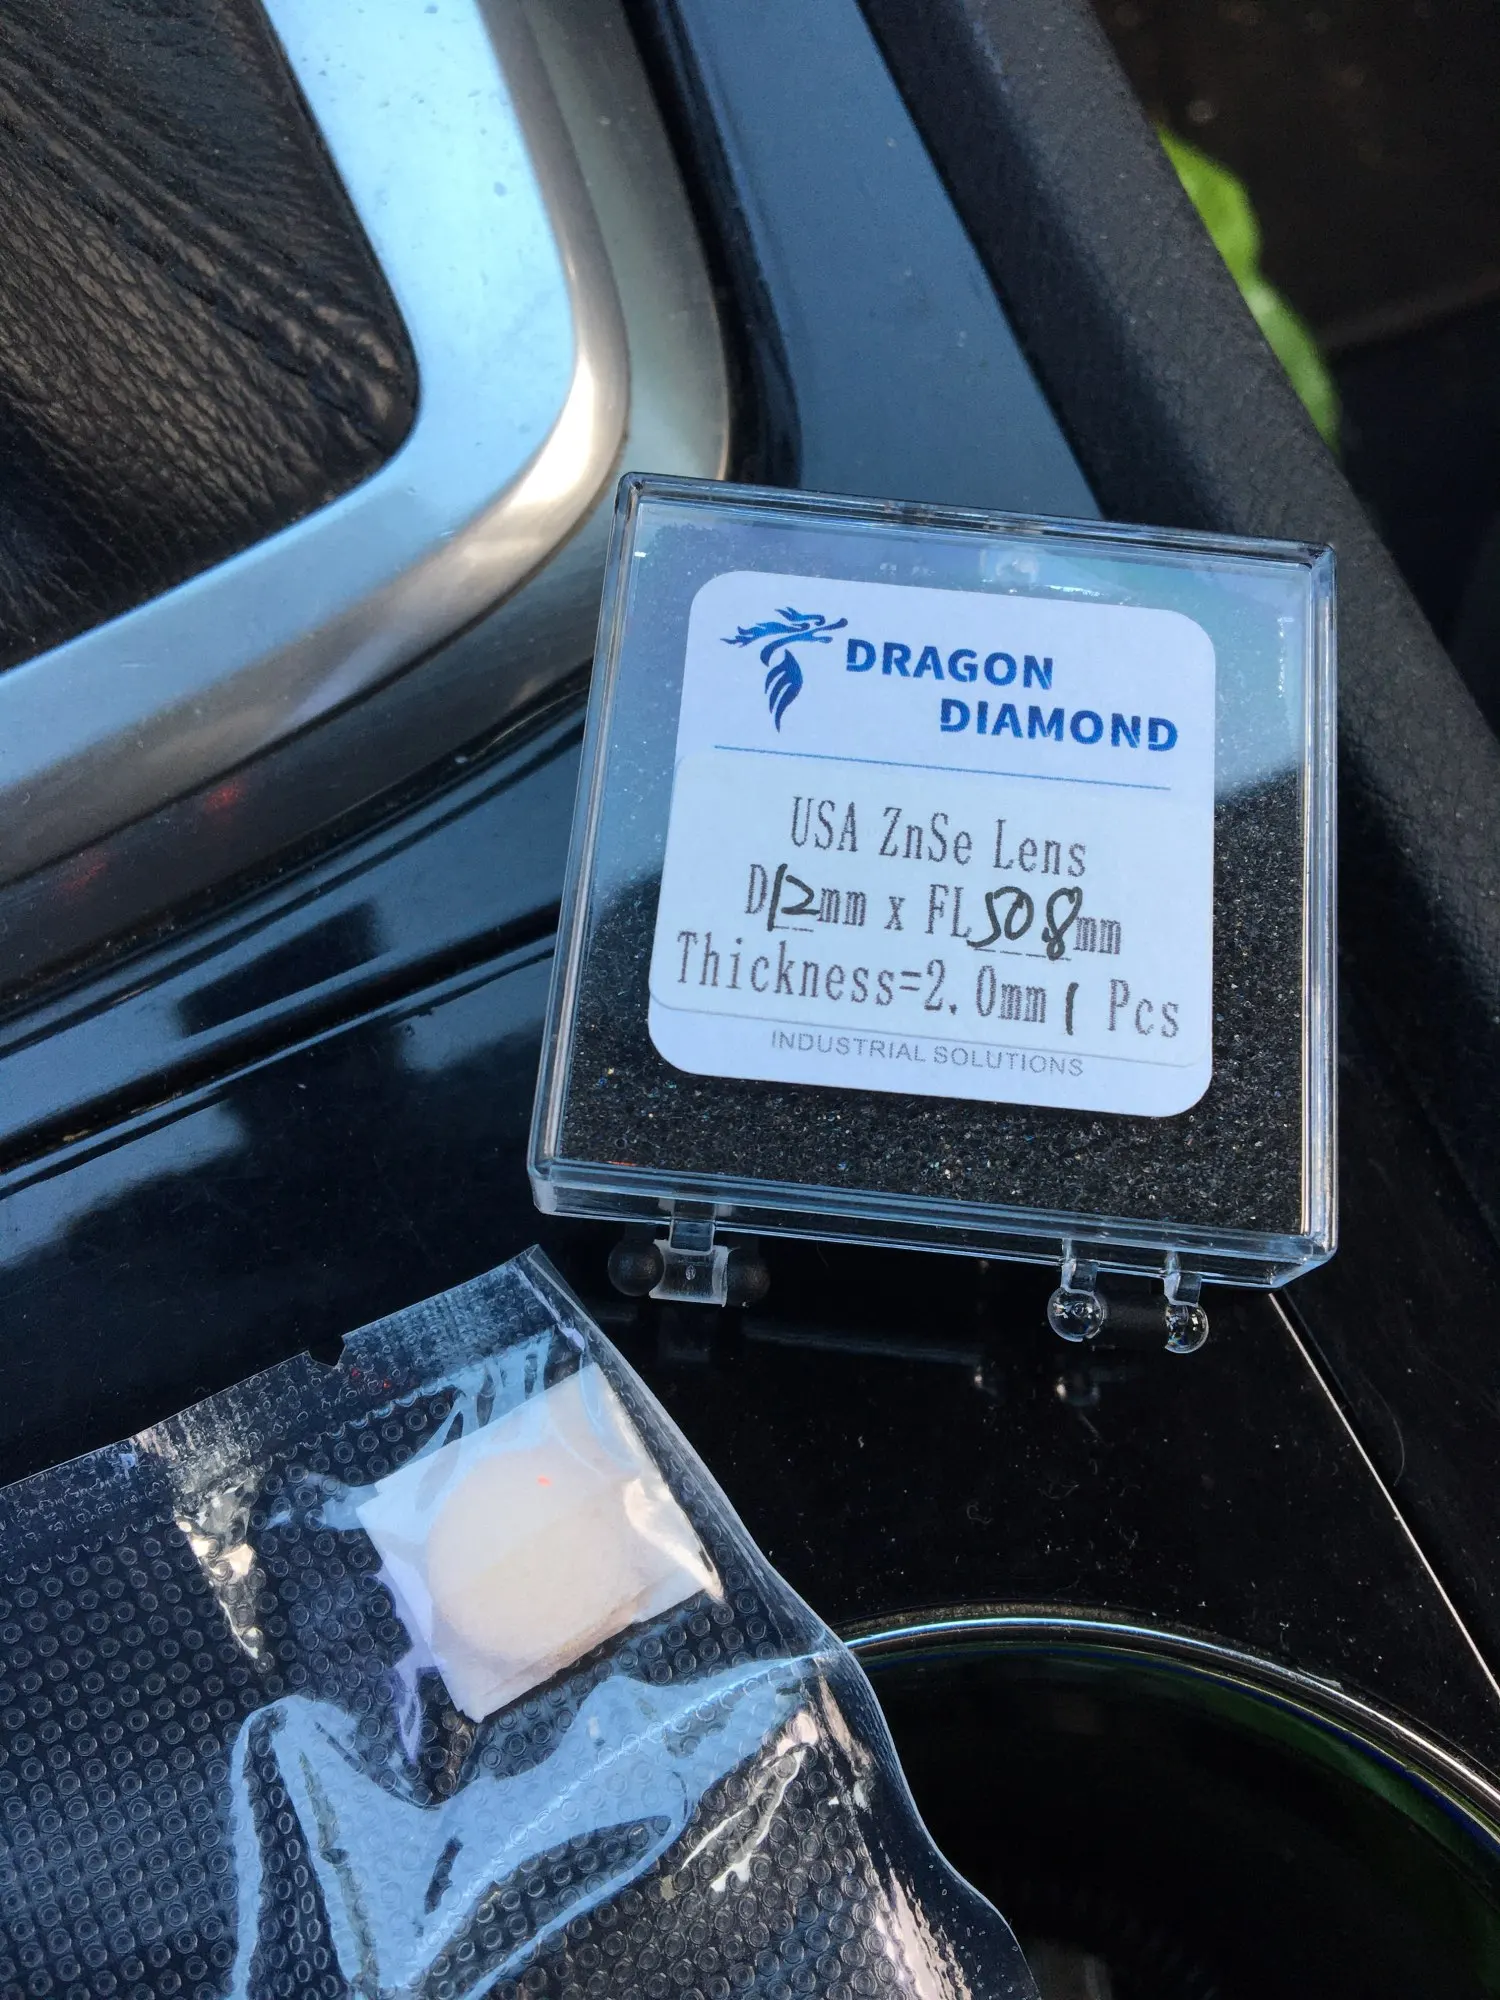 DRAGON
DIAMOND
USA ZnSe Lens
D12mm x FL50.8mm
Thickness=2.0mm 1 Pcs
INDUSTRIAL SOLUTIONS